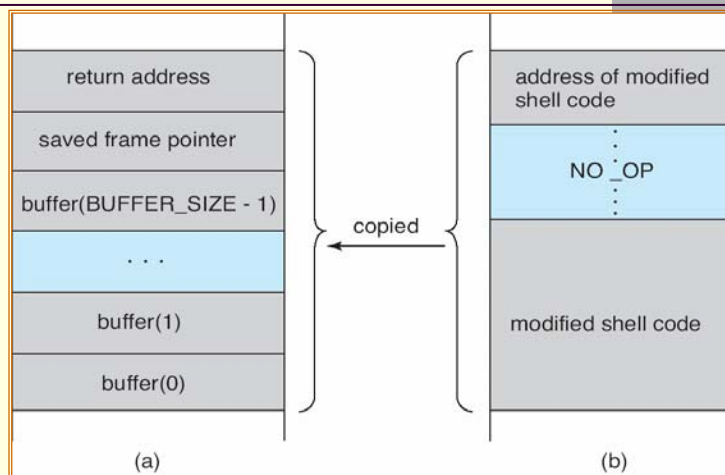 return address
saved frame pointer
buffer(BUFFER_SIZE - 1)
. . .
buffer(1)
buffer(0)
(a)
copied
address of modified
shell code
NO _OP
modified shell code
(b)